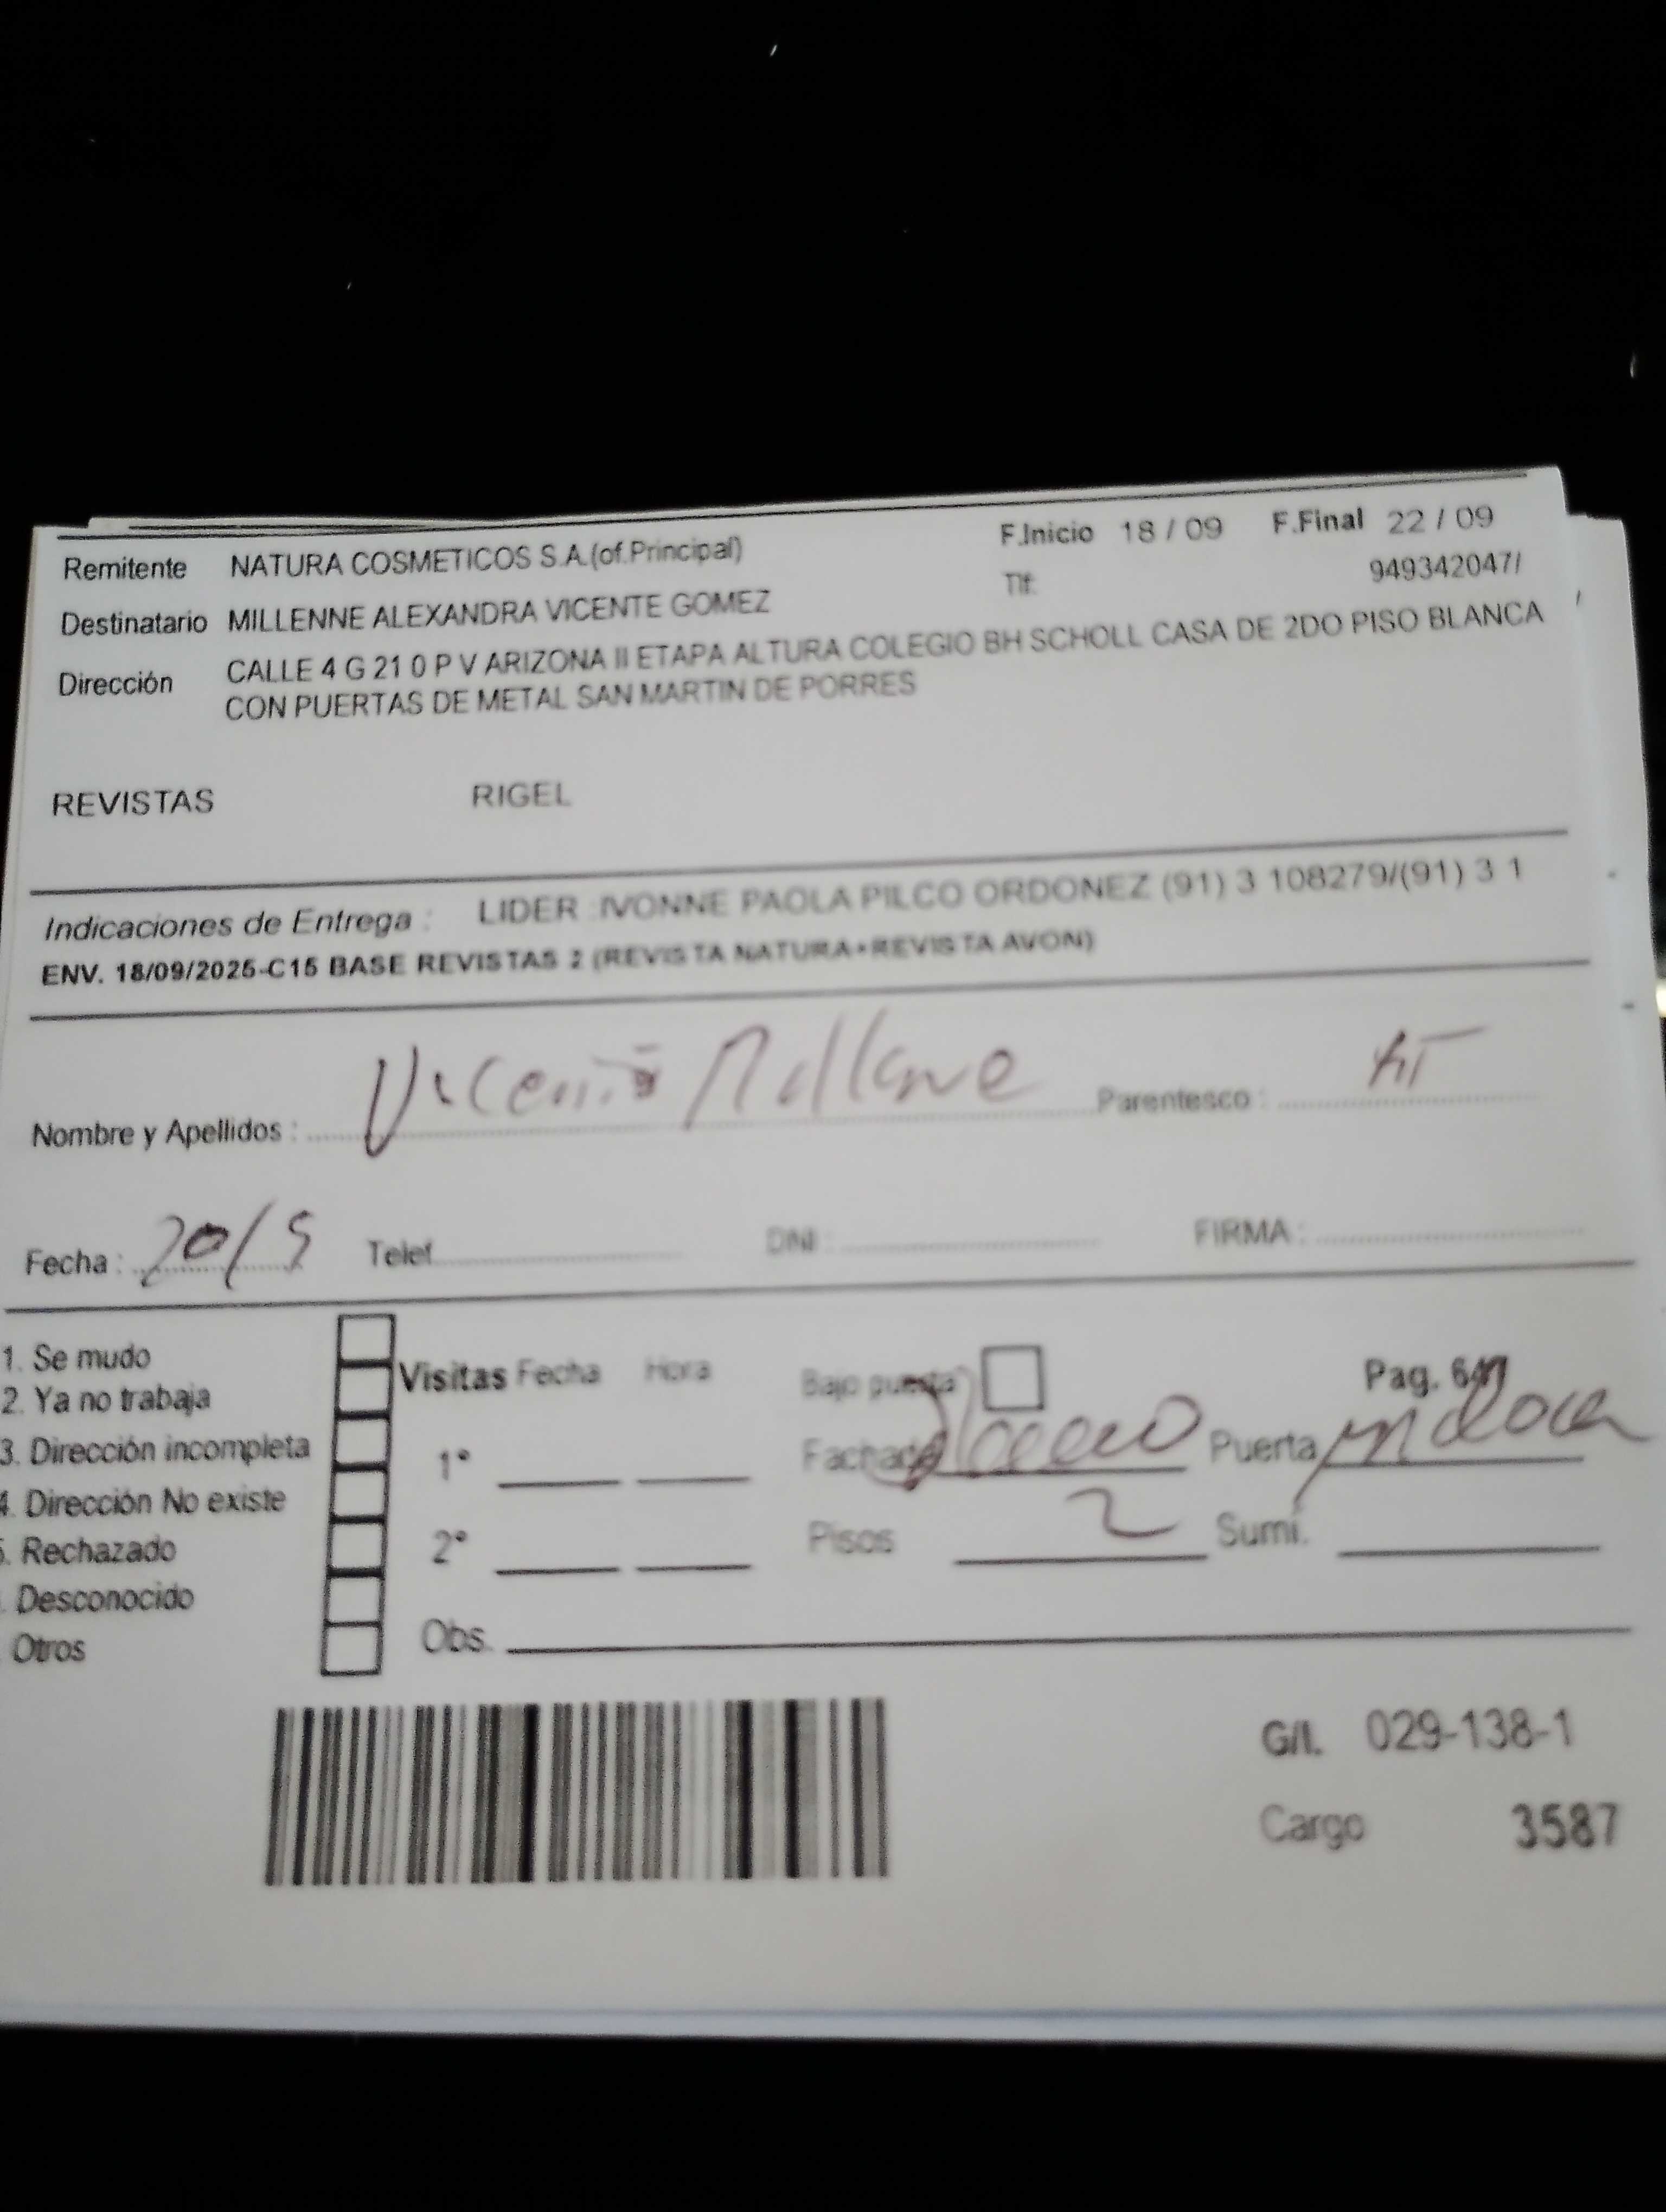 Remitente NATURA COSMETICOS S.A.(of.Principal) F.Inicio 18 / 09 F.Final 22 / 09
Destinatario MILLENNE ALEXANDRA VICENTE GOMEZ Tlf: 949342047/
Dirección CALLE 4 G 21 0 P V ARIZONA II ETAPA ALTURA COLEGIO BH SCHOLL CASA DE 2DO PISO BLANCA
CON PUERTAS DE METAL SAN MARTIN DE PORRES
REVISTAS RIGEL
Indicaciones de Entrega : LIDER :IVONNE PAOLA PILCO ORDONEZ (91) 3 108279/(91) 3 1
ENV. 18/09/2025-C15 BASE REVISTAS 2 (REVISTA NATURA+REVISTA AVON)
Nombre y Apellidos : Vicente Millene Parentesco :
Fecha : 20/9 Telef. DNI : FIRMA :
1. Se mudo
2. Ya no trabaja
3. Dirección incompleta
4. Dirección No existe
5. Rechazado
. Desconocido
Otros
Visitas Fecha Hora
1°
2°
Obs.
Bajo puerta Pag.
Fachada Puerta
Pisos 2 Sumi.
G/I. 029-138-1
Cargo 3587